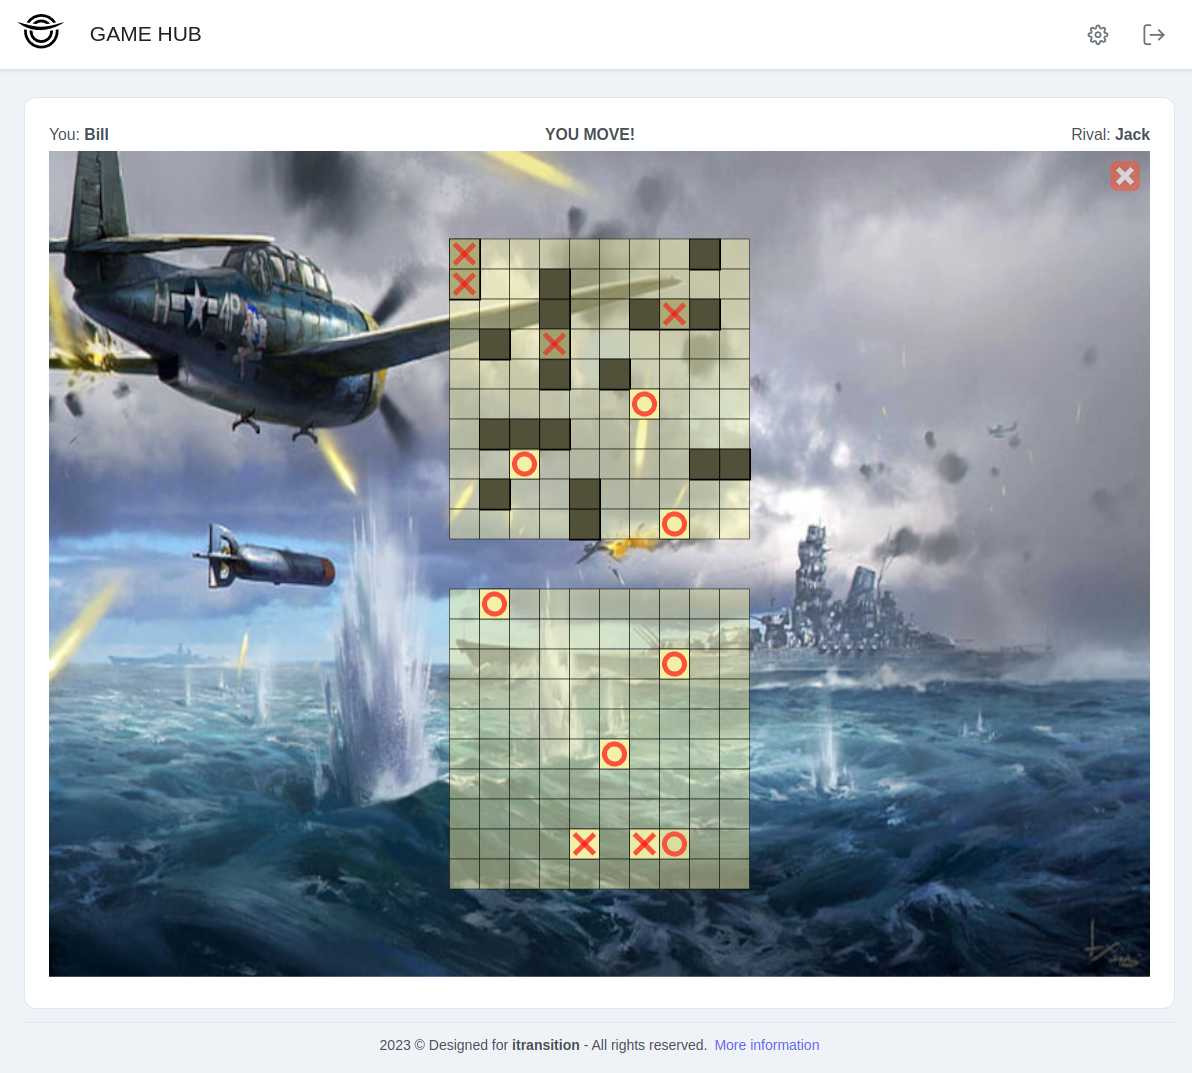 GAME HUB
You: Bill
YOU MOVE!
Rival: Jack
2023 © Designed for itransition - All rights reserved. More information